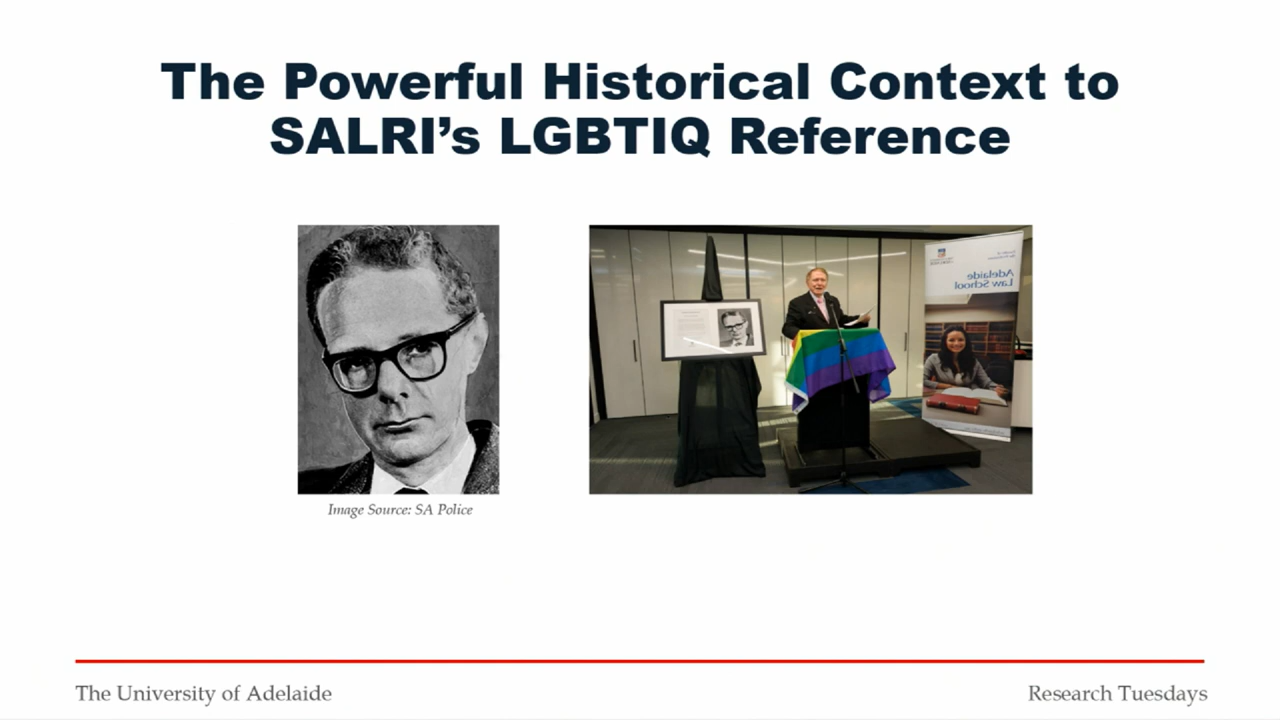 The Powerful Historical Context to
SALRI’s LGBTIQ Reference
Adelaide
Law School
Image Source: SA Police
The University of Adelaide
Research Tuesdays